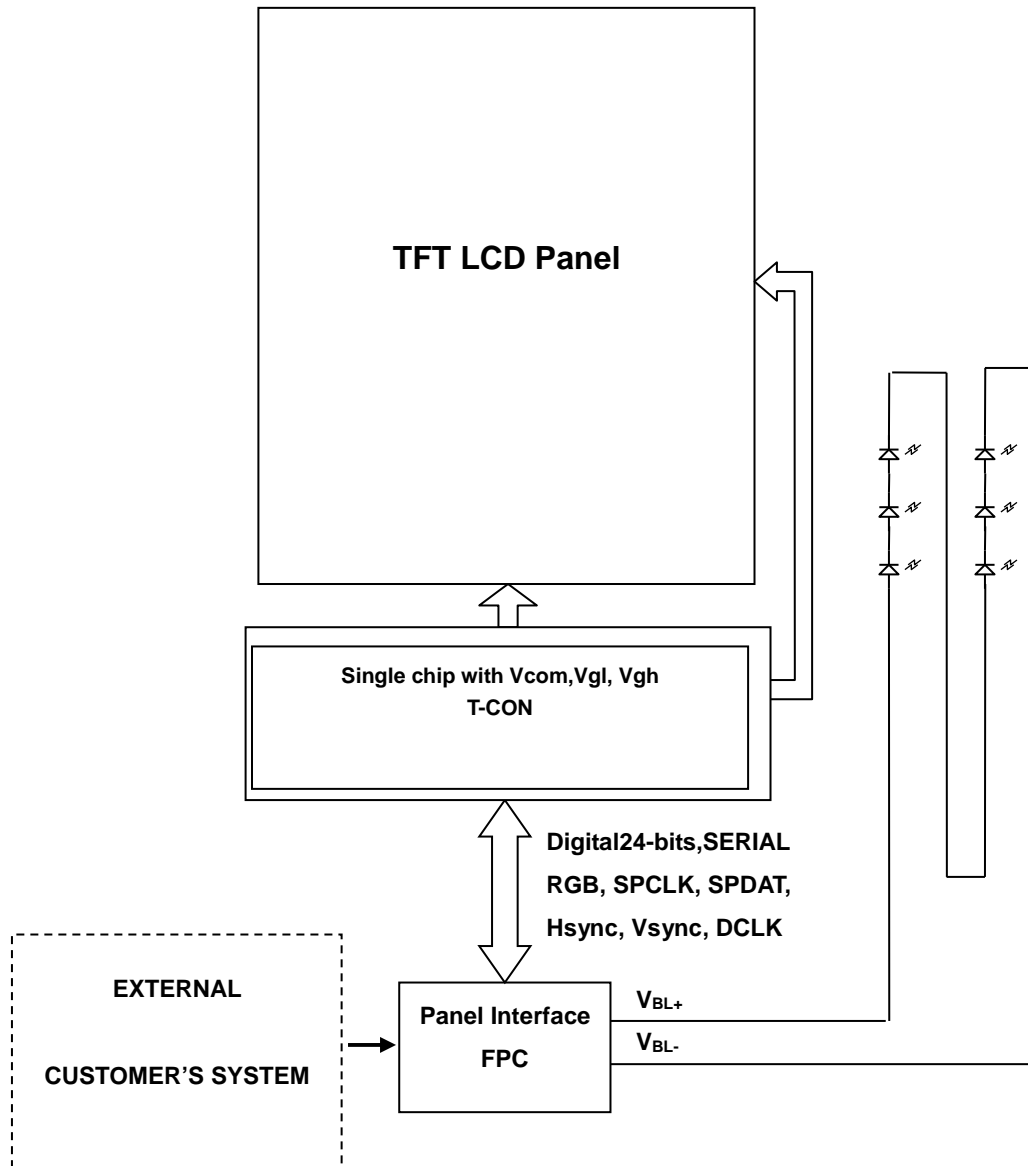 TFT LCD Panel
Single chip with Vcom,Vgl, Vgh
T-CON
Digital24-bits,SERIAL
RGB, SPCLK, SPDAT,
Hsync, Vsync, DCLK
EXTERNAL
CUSTOMER’S SYSTEM
Panel Interface
FPC
VBL+
VBL-